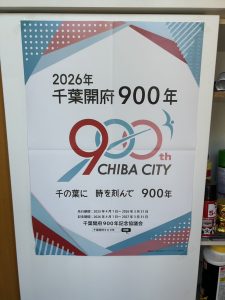 2026年
千葉開府900年
900th
CHIBA CITY
千の葉に 時を刻んで 900年
千葉開府900年記念協議会